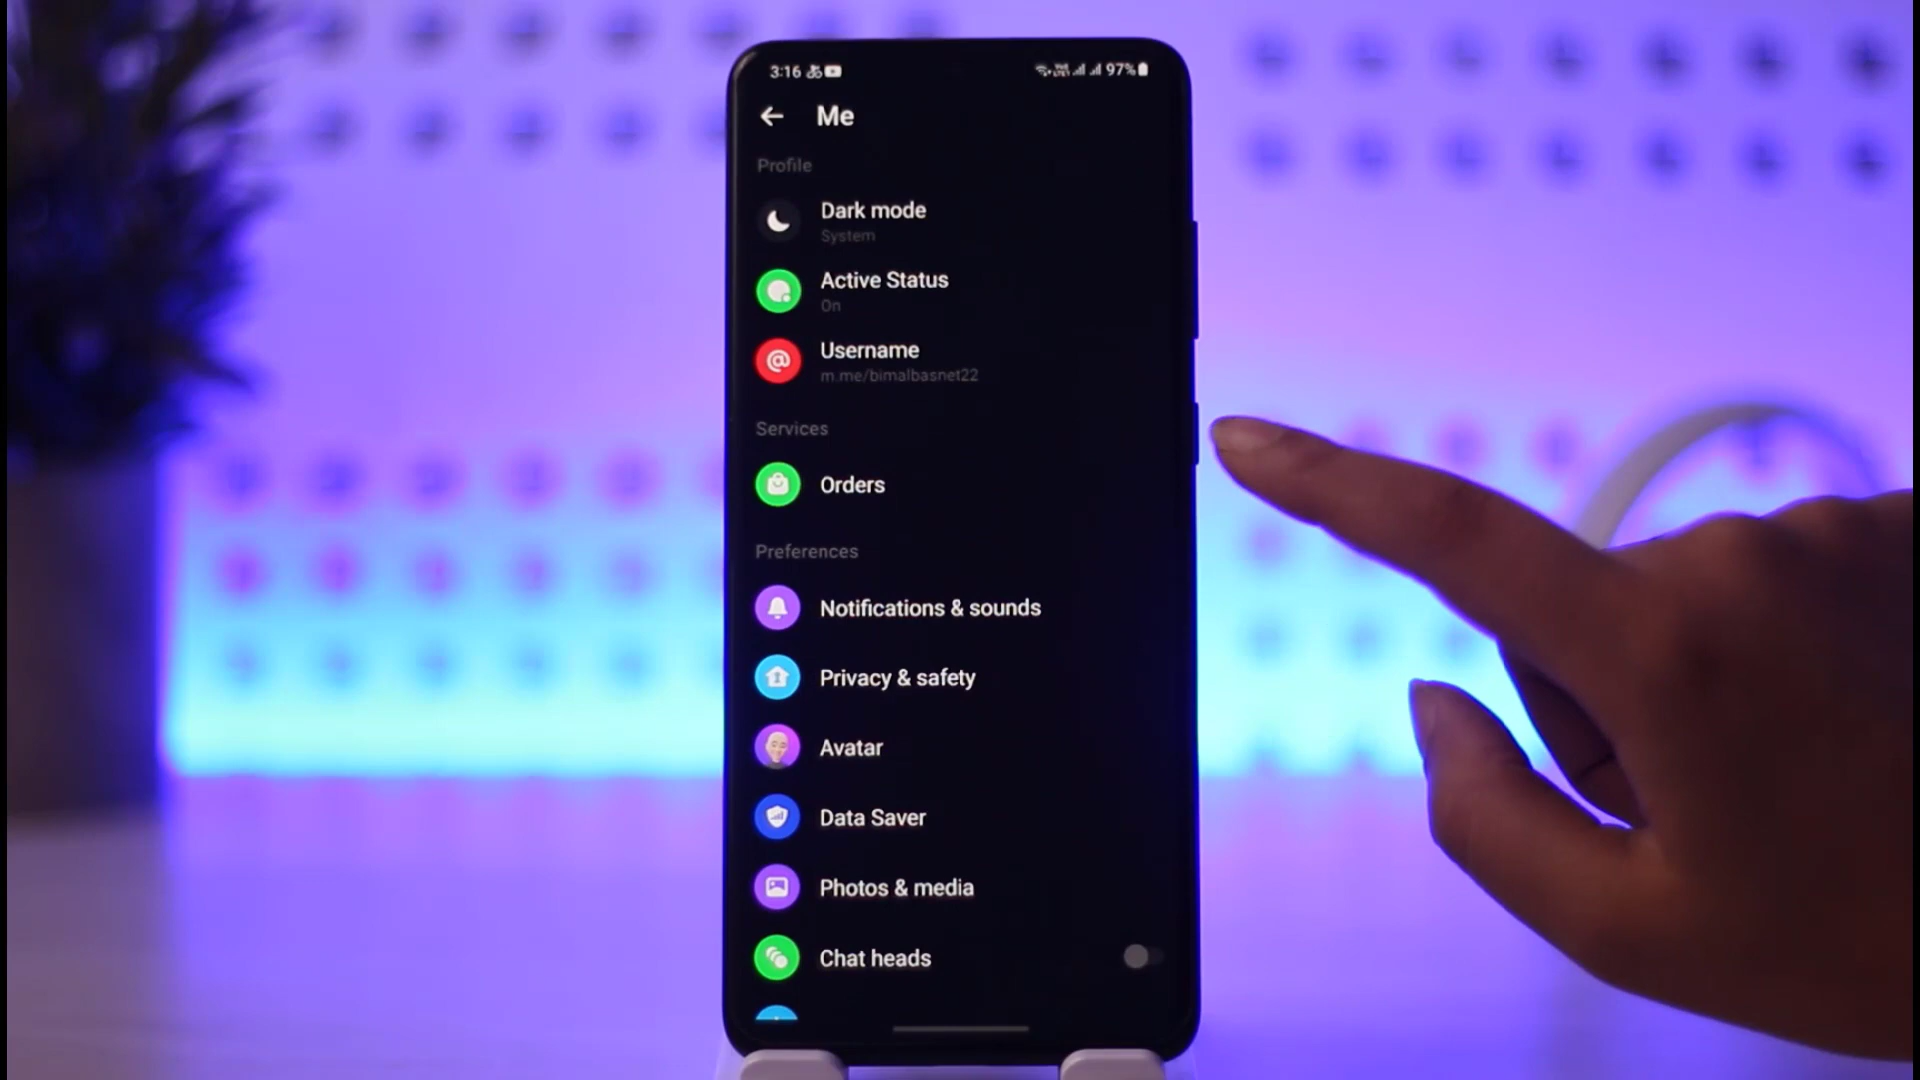 3:16 あ 97%
Me
Profile
Dark mode
System
Active Status
On
Username
m.me/bimalbasnet22
Services
Orders
Preferences
Notifications & sounds
Privacy & safety
Avatar
Data Saver
Photos & media
Chat heads